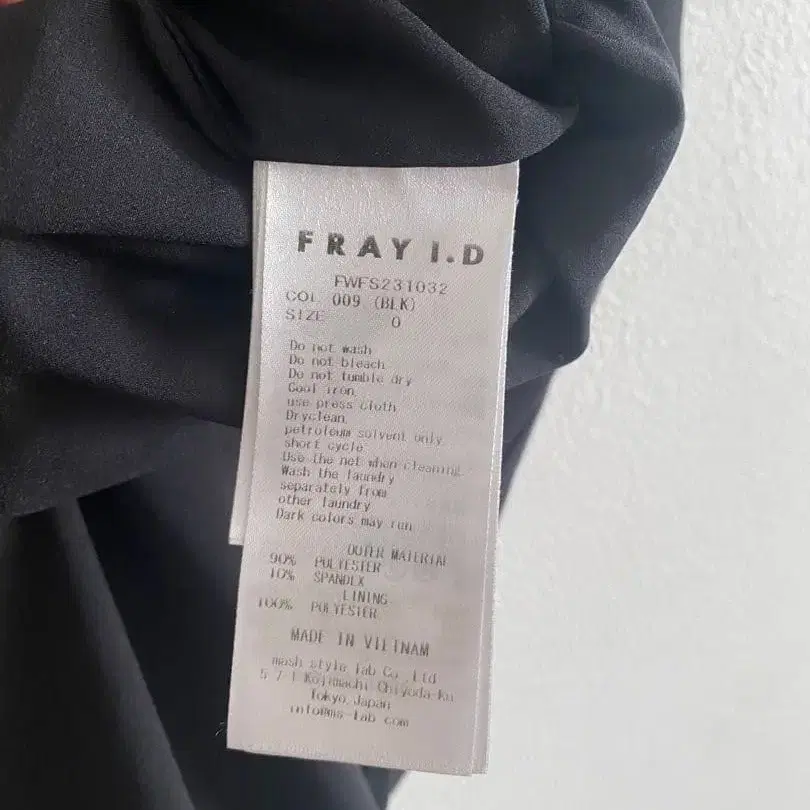 FRAY I.D
FWFS231032
COL 009 (BLK)
SIZE 0
Do not wash
Do not bleach
Do not tumble dry
Cool iron
use press cloth
Dryclean,
petroleum solvent only,
short cycle
Use the net when cleaning
Wash the laundry
separately from
other laundry
Dark colors may run
OUTER MATERIAL
90% POLYESTER
10% SPANDEX
LINING
100% POLYESTER
MADE IN VIETNAM
mash style lab Co.,Ltd
5-7-1 Kojimachi Chiyoda-Ku
Tokyo,Japan
info@ms-lab.com